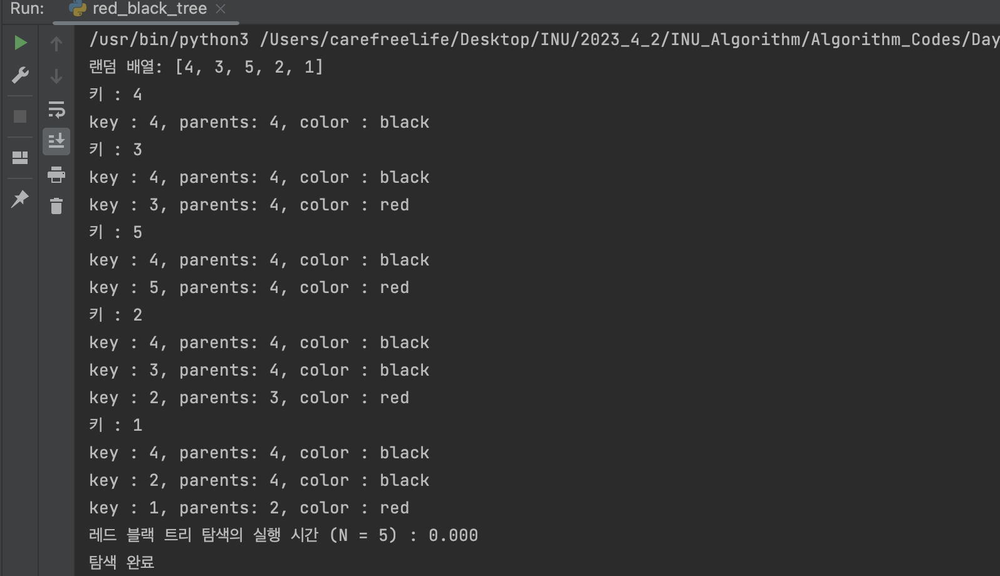 Run: red_black_tree
/usr/bin/python3 /Users/carefreelife/Desktop/INU/2023_4_2/INU_Algorithm/Algorithm_Codes/Day
랜덤 배열: [4, 3, 5, 2, 1]
키 : 4
key : 4, parents: 4, color : black
키 : 3
key : 4, parents: 4, color : black
key : 3, parents: 4, color : red
키 : 5
key : 4, parents: 4, color : black
key : 5, parents: 4, color : red
키 : 2
key : 4, parents: 4, color : black
key : 3, parents: 4, color : black
key : 2, parents: 3, color : red
키 : 1
key : 4, parents: 4, color : black
key : 2, parents: 4, color : black
key : 1, parents: 2, color : red
레드 블랙 트리 탐색의 실행 시간 (N = 5) : 0.000
탐색 완료